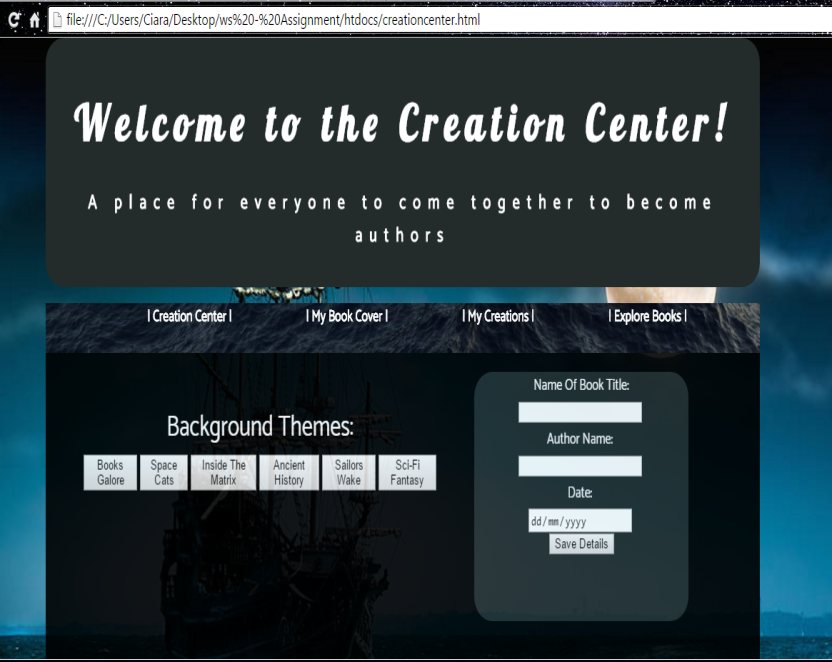 file:///C:/Users/Ciara/Desktop/ws%20-%20Assignment/htdocs/creationcenter.html
Welcome to the Creation Center!
A place for everyone to come together to become
authors
| Creation Center | | My Book Cover | | My Creations | | Explore Books |
Background Themes:
Books Galore
Space Cats
Inside The Matrix
Ancient History
Sailors Wake
Sci-Fi Fantasy
Name Of Book Title:
Author Name:
Date:
dd/mm/yyyy
Save Details